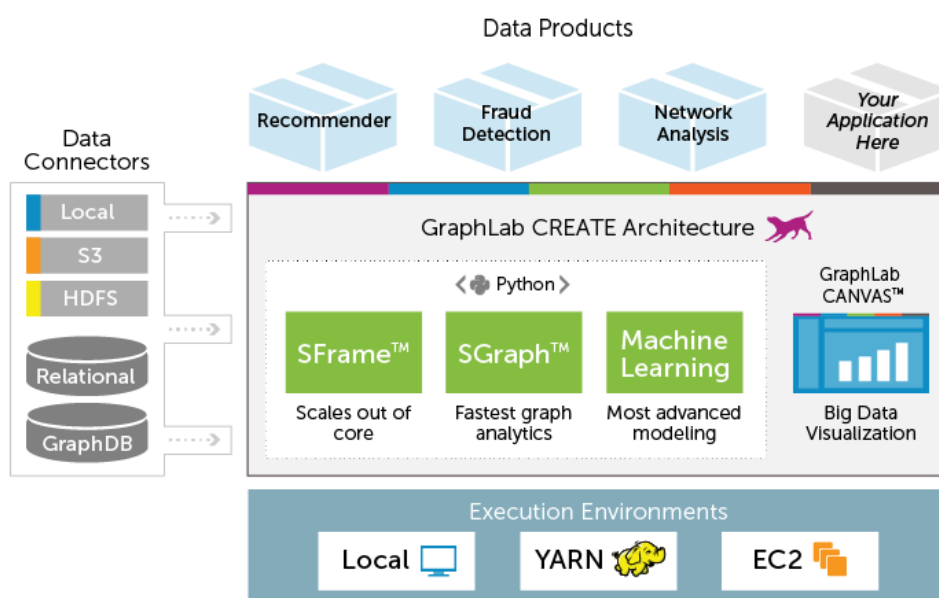 Data Products
Recommender
Fraud
Detection
Network
Analysis
Your
Application
Here
Data
Connectors
Local
S3
HDFS
Relational
GraphDB
GraphLab CREATE Architecture
< Python >
SFrame™
Scales out of
core
SGraph™
Fastest graph
analytics
Machine
Learning
Most advanced
modeling
GraphLab
CANVAS™
Big Data
Visualization
Execution Environments
Local
YARN
EC2